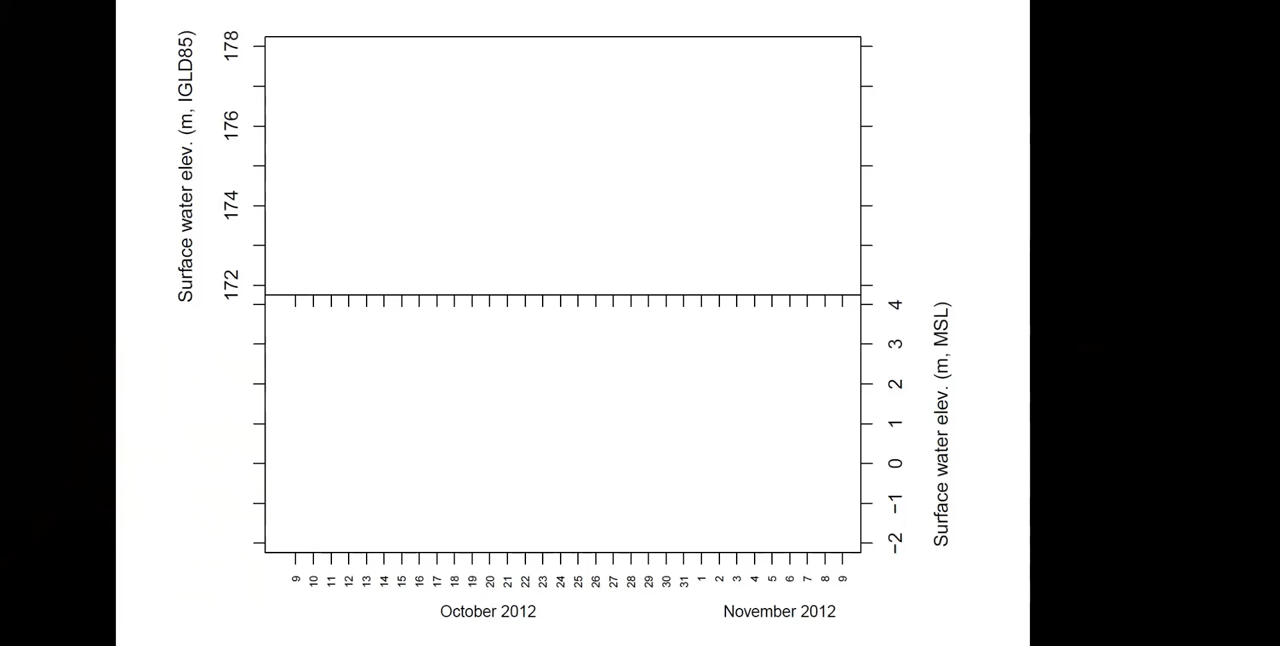 Surface water elev. (m, IGLD85)
178
176
174
172
4
3
2
1
0
−1
−2
Surface water elev. (m, MSL)
9 10 11 12 13 14 15 16 17 18 19 20 21 22 23 24 25 26 27 28 29 30 31 1 2 3 4 5 6 7 8 9
October 2012 November 2012